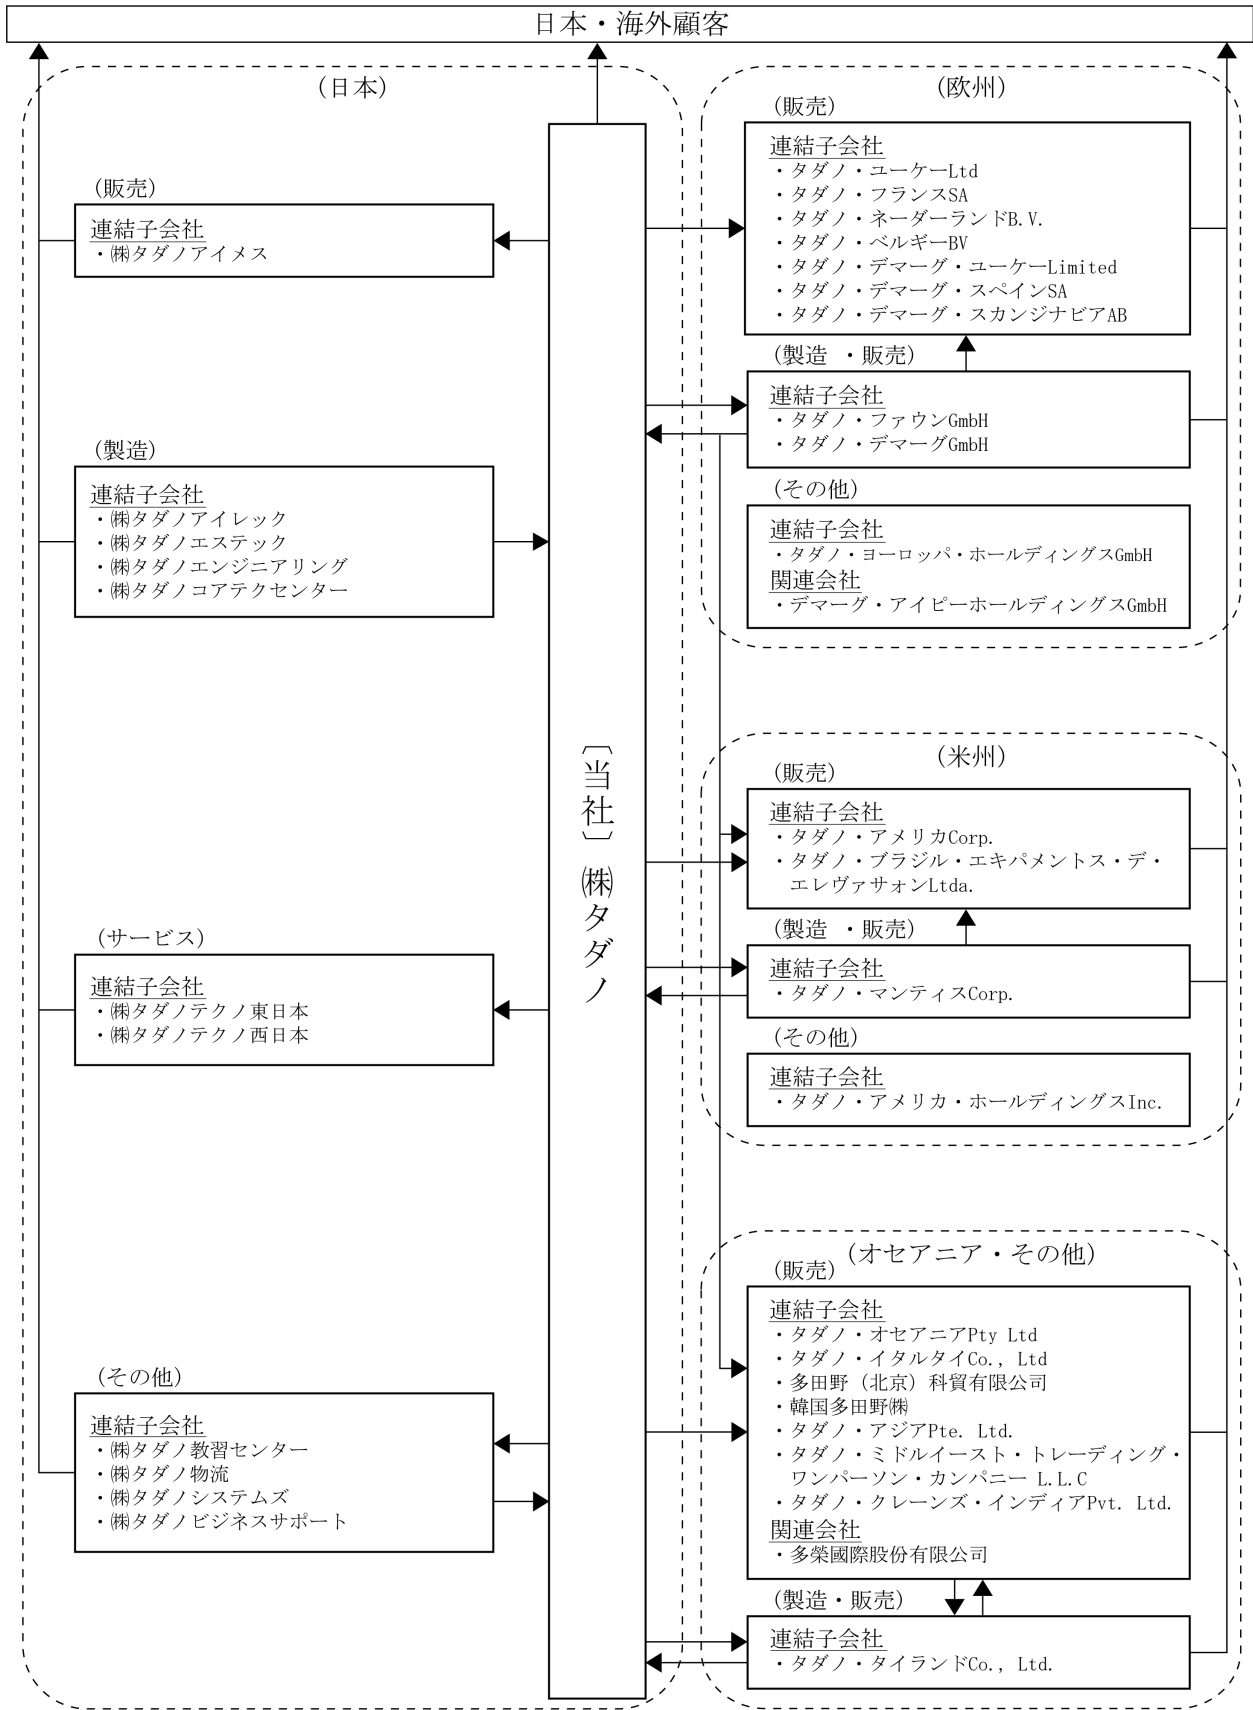 日本・海外顧客
(日本)
(販売)
連結子会社
・㈱タダノアイメス
(製造)
連結子会社
・㈱タダノアイレック
・㈱タダノエステック
・㈱タダノエンジニアリング
・㈱タダノコアテクセンター
(サービス)
連結子会社
・㈱タダノテクノ東日本
・㈱タダノテクノ西日本
(その他)
連結子会社
・㈱タダノ教習センター
・㈱タダノ物流
・㈱タダノシステムズ
・㈱タダノビジネスサポート
〔当社〕㈱タダノ
(欧州)
(販売)
連結子会社
・タダノ・ユーケーLtd
・タダノ・フランスSA
・タダノ・ネーダーランドB.V.
・タダノ・ベルギーBV
・タダノ・デマーグ・ユーケーLimited
・タダノ・デマーグ・スペインSA
・タダノ・デマーグ・スカンジナビアAB
(製造 ・販売)
連結子会社
・タダノ・ファウンGmbH
・タダノ・デマーグGmbH
(その他)
連結子会社
・タダノ・ヨーロッパ・ホールディングスGmbH
関連会社
・デマーグ・アイピーホールディングスGmbH
(米州)
(販売)
連結子会社
・タダノ・アメリカCorp.
・タダノ・ブラジル・エキパメントス・デ・
エレヴァサォンLtda.
(製造 ・販売)
連結子会社
・タダノ・マンティスCorp.
(その他)
連結子会社
・タダノ・アメリカ・ホールディングスInc.
(オセアニア・その他)
(販売)
連結子会社
・タダノ・オセアニアPty Ltd
・タダノ・イタルタイCo., Ltd
・多田野（北京）科貿有限公司
・韓国多田野㈱
・タダノ・アジアPte. Ltd.
・タダノ・ミドルイースト・トレーディング・
ワンパーソン・カンパニー L.L.C
・タダノ・クレーンズ・インディアPvt. Ltd.
関連会社
・多榮國際股份有限公司
(製造・販売)
連結子会社
・タダノ・タイランドCo., Ltd.